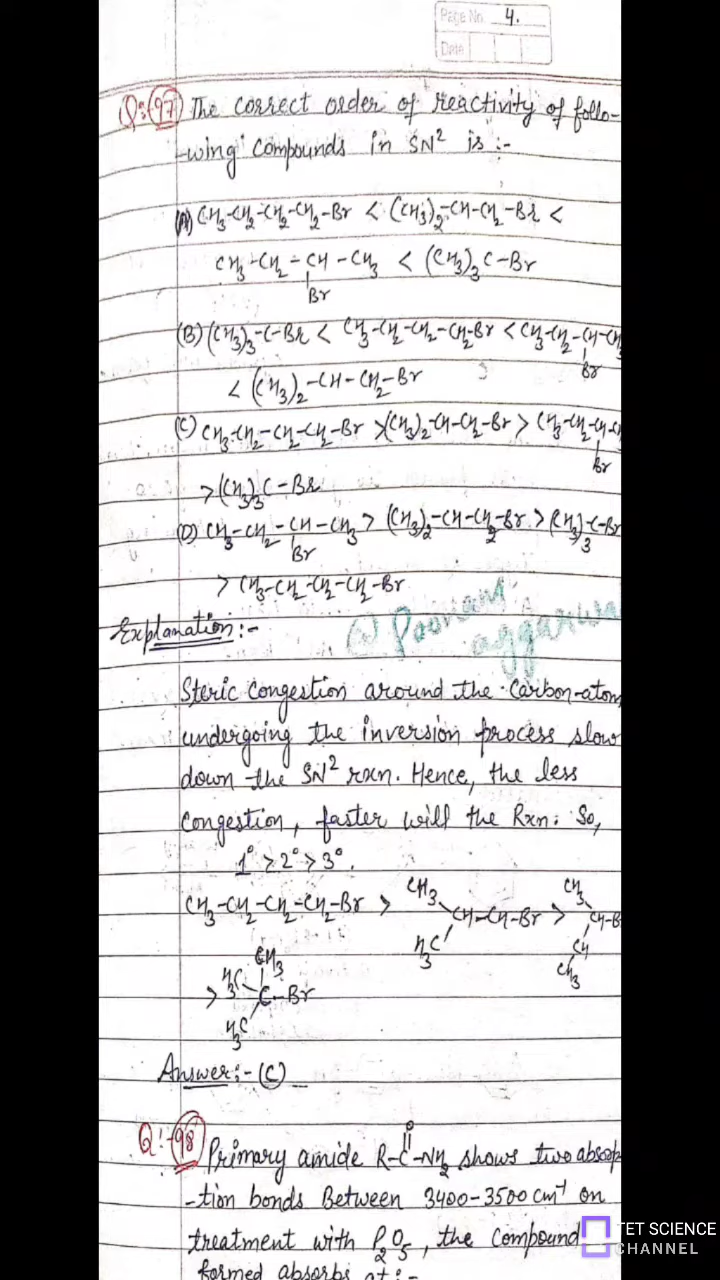 Page No. 4.
Date
Q:(97) The correct order of reactivity of follo-
-wing compounds in SN² is :-
(A) CH₃-CH₂-CH₂-CH₂-Br < (CH₃)₂-CH-CH₂-Br <
CH₃-CH₂-CH-CH₃ < (CH₃)₃C-Br
Br
(B) (CH₃)₃-C-Br < CH₃-CH₂-CH₂-CH₂Br < CH₃-CH₂-CH-CH₃
Br
< (CH₃)₂-CH-CH₂-Br
(C) CH₃-CH₂-CH₂-CH₂-Br > (CH₃)₂-CH-CH₂-Br > CH₃-CH₂-CH-C
Br
> (CH₃)₃C-Br
(D) CH₃-CH₂-CH-CH₃ > (CH₃)₂-CH-CH₂-Br > (CH₃)₃-C-Br
Br
> CH₃-CH₂-CH₂-CH₂-Br
@Poonam
aggarwa
Explanation:-
Steric congestion around the carbon-atom
undergoing the inversion process slow
down the SN² rxn. Hence, the less
congestion, faster will the Rxn. So,
1° > 2° > 3°.
CH₃-CH₂-CH₂-CH₂-Br > CH₃ H₃C CH-CH-Br > CH₃ CH-B CH CH₃
> H₃C CH₃ C-Br H₃C
Answer:- (C)
Q:-98 Primary amide R-C-NH₂ shows two absorp
O
-tion bonds Between 3400-3500 cm⁻¹ on
treatment with P₂O₅, the compound
formed absorbs at :-
TET SCIENCE
CHANNEL